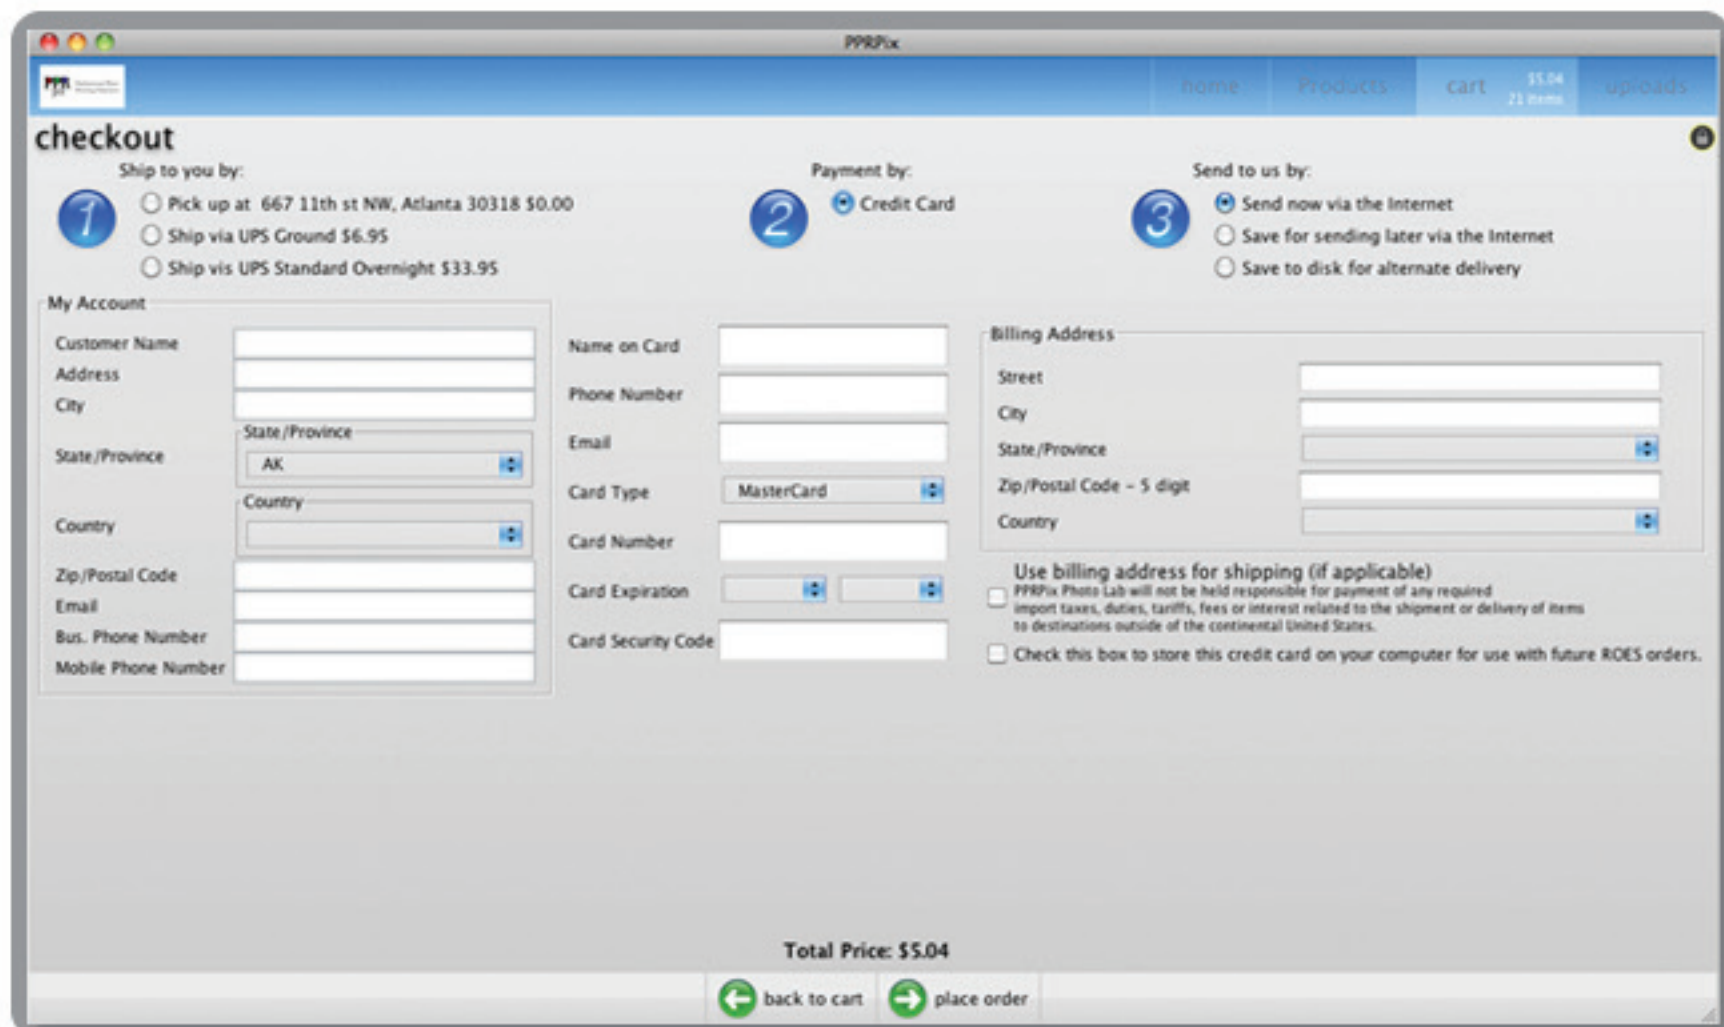 PPRPix
PPR
home
Products
cart
$5.04
21 items
uploads
checkout
Ship to you by:
1
Pick up at 667 11th st NW, Atlanta 30318 $0.00
Ship via UPS Ground $6.95
Ship vis UPS Standard Overnight $33.95
Payment by:
2
Credit Card
Send to us by:
3
Send now via the Internet
Save for sending later via the Internet
Save to disk for alternate delivery
My Account
Customer Name
Address
City
State/Province
State/Province
AK
Country
Country
Zip/Postal Code
Email
Bus. Phone Number
Mobile Phone Number
Name on Card
Phone Number
Email
Card Type
MasterCard
Card Number
Card Expiration
Card Security Code
Billing Address
Street
City
State/Province
Zip/Postal Code - 5 digit
Country
Use billing address for shipping (if applicable)
PPRPix Photo Lab will not be held responsible for payment of any required
import taxes, duties, tariffs, fees or interest related to the shipment or delivery of items
to destinations outside of the continental United States.
Check this box to store this credit card on your computer for use with future ROES orders.
Total Price: $5.04
back to cart
place order